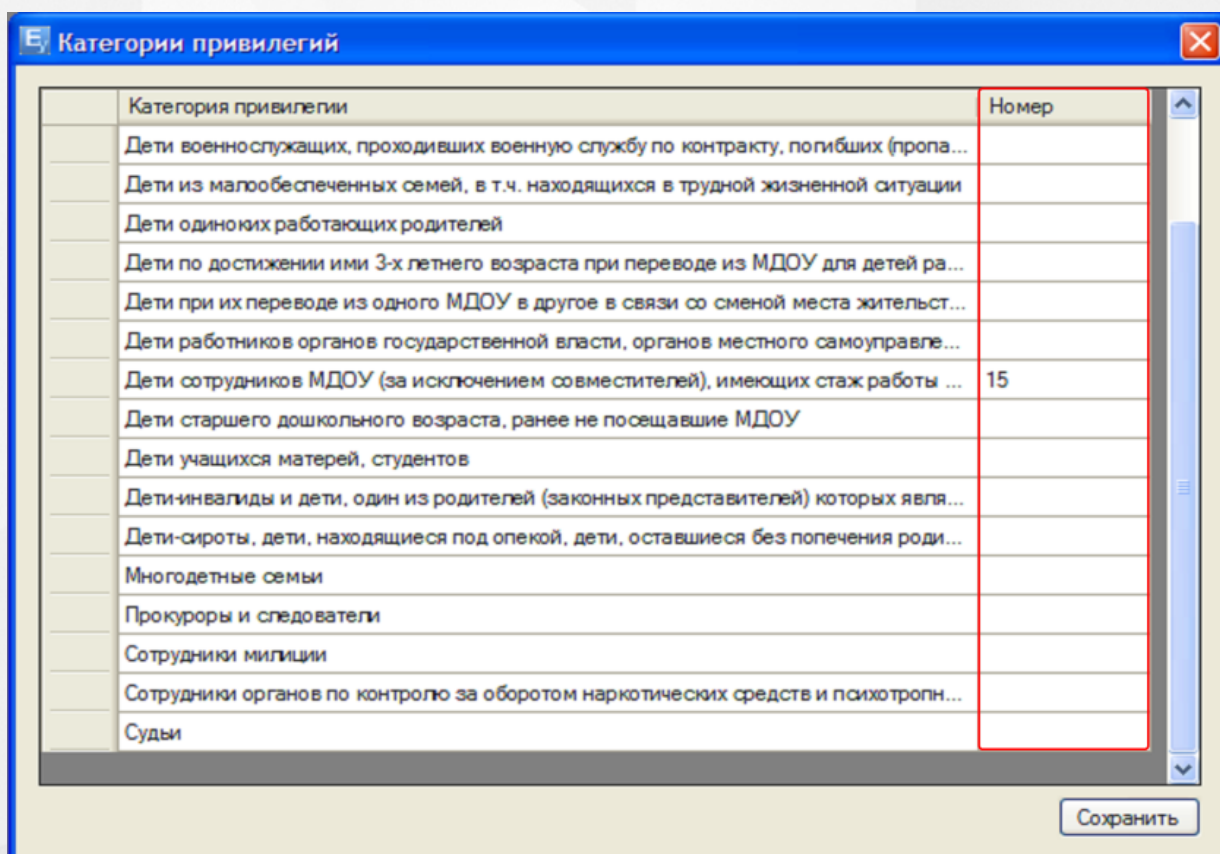 Категории привилегий
Категория привилегии Номер
Дети военнослужащих, проходивших военную службу по контракту, погибших (пропа...
Дети из малообеспеченных семей, в т.ч. находящихся в трудной жизненной ситуации
Дети одиноких работающих родителей
Дети по достижении ими 3-х летнего возраста при переводе из МДОУ для детей ра...
Дети при их переводе из одного МДОУ в другое в связи со сменой места жительст...
Дети работников органов государственной власти, органов местного самоуправле...
Дети сотрудников МДОУ (за исключением совместителей), имеющих стаж работы ... 15
Дети старшего дошкольного возраста, ранее не посещавшие МДОУ
Дети учащихся матерей, студентов
Дети-инвалиды и дети, один из родителей (законных представителей) которых явля...
Дети-сироты, дети, находящиеся под опекой, дети, оставшиеся без попечения роди...
Многодетные семьи
Прокуроры и следователи
Сотрудники милиции
Сотрудники органов по контролю за оборотом наркотических средств и психотропн...
Судьи
Сохранить